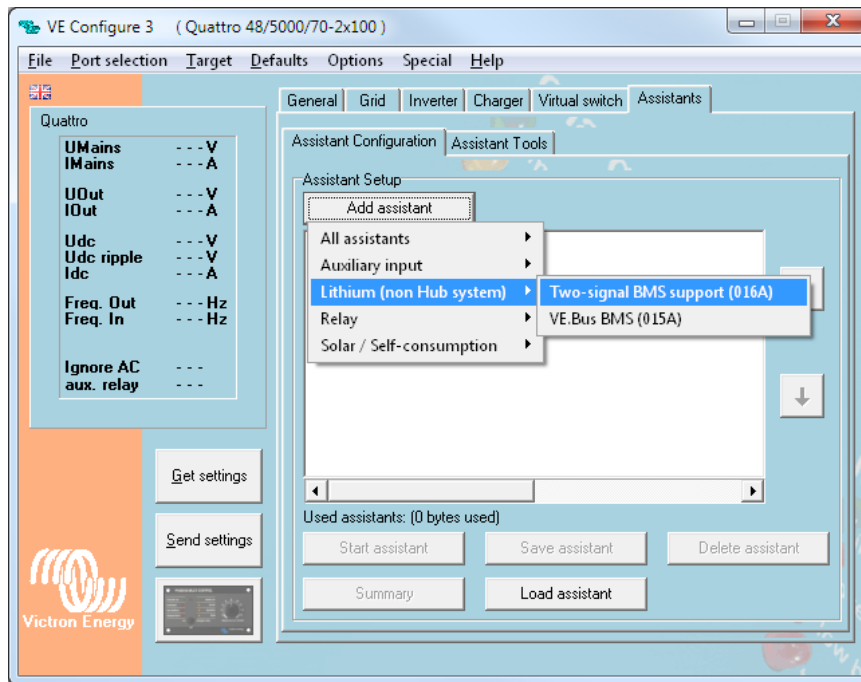 VE Configure 3 ( Quattro 48/5000/70-2x100 )
File Port selection Target Defaults Options Special Help
General Grid Inverter Charger Virtual switch Assistants
Quattro
UMains - - - V
IMains - - - A
UOut - - - V
IOut - - - A
Udc - - - V
Udc ripple - - - V
Idc - - - A
Freq. Out - - - Hz
Freq. In - - - Hz
Ignore AC - - -
aux. relay - - -
Assistant Configuration Assistant Tools
Assistant Setup
Add assistant
All assistants
Auxiliary input
Lithium (non Hub system)
Relay
Solar / Self-consumption
Two-signal BMS support (016A)
VE.Bus BMS (015A)
Get settings
Send settings
Used assistants: (0 bytes used)
Start assistant Save assistant Delete assistant
Summary Load assistant
Victron Energy